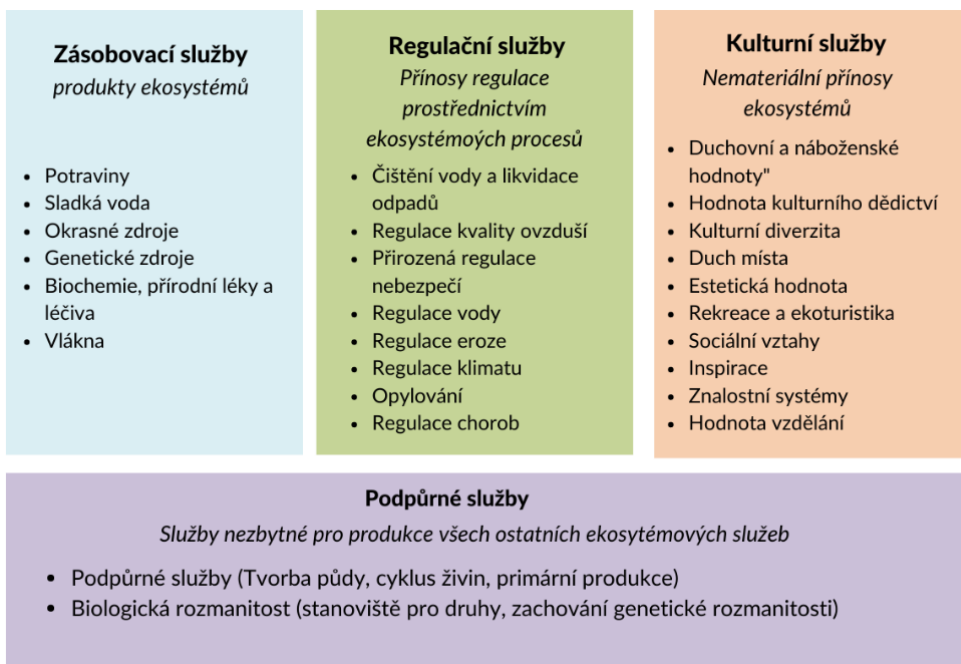 Zásobovací služby
produkty ekosystémů
• Potraviny
• Sladká voda
• Okrasné zdroje
• Genetické zdroje
• Biochemie, přírodní léky a
léčiva
• Vlákna
Regulační služby
Přínosy regulace
prostřednictvím
ekosystémoých procesů
• Čištění vody a likvidace
odpadů
• Regulace kvality ovzduší
• Přirozená regulace
nebezpečí
• Regulace vody
• Regulace eroze
• Regulace klimatu
• Opylování
• Regulace chorob
Kulturní služby
Nemateriální přínosy
ekosystémů
• Duchovní a náboženské
hodnoty"
• Hodnota kulturního dědictví
• Kulturní diverzita
• Duch místa
• Estetická hodnota
• Rekreace a ekoturistika
• Sociální vztahy
• Inspirace
• Znalostní systémy
• Hodnota vzdělání
Podpůrné služby
Služby nezbytné pro produkce všech ostatních ekosytémových služeb
• Podpůrné služby (Tvorba půdy, cyklus živin, primární produkce)
• Biologická rozmanitost (stanoviště pro druhy, zachování genetické rozmanitosti)